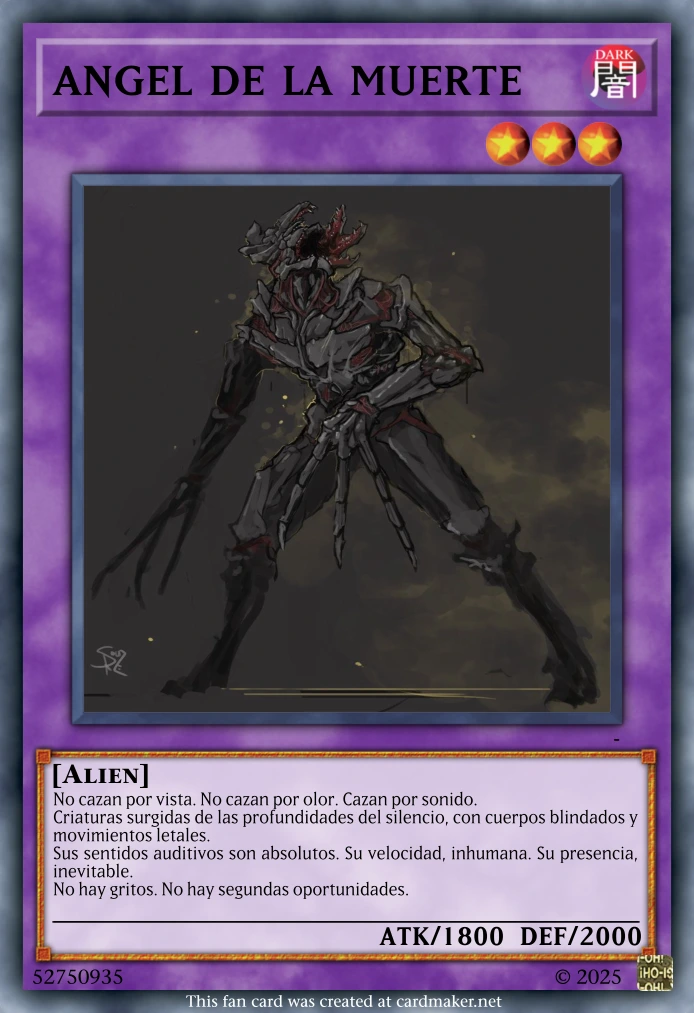 ANGEL DE LA MUERTE
DARK
闇
-
[ALIEN]
No cazan por vista. No cazan por olor. Cazan por sonido.
Criaturas surgidas de las profundidades del silencio, con cuerpos blindados y
movimientos letales.
Sus sentidos auditivos son absolutos. Su velocidad, inhumana. Su presencia,
inevitable.
No hay gritos. No hay segundas oportunidades.
ATK/1800 DEF/2000
52750935
© 2025
This fan card was created at cardmaker.net